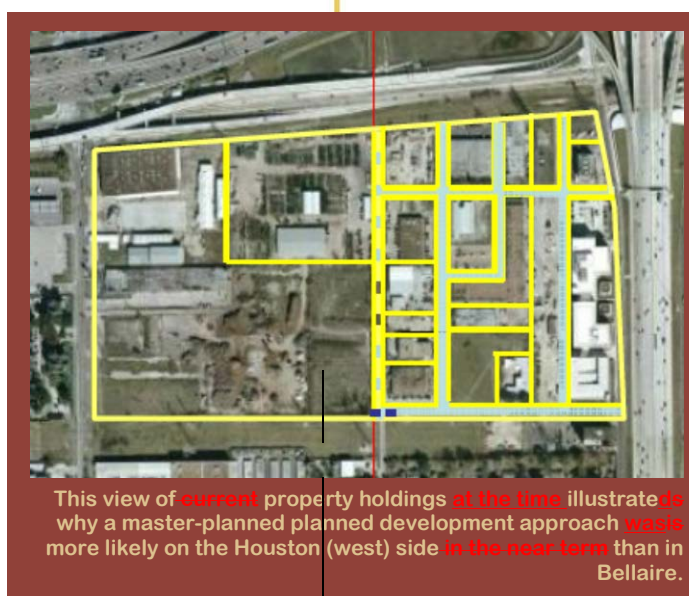 This view of current property holdings at the time illustrateds
why a master-planned planned development approach wasis
more likely on the Houston (west) side in the near term than in
Bellaire.